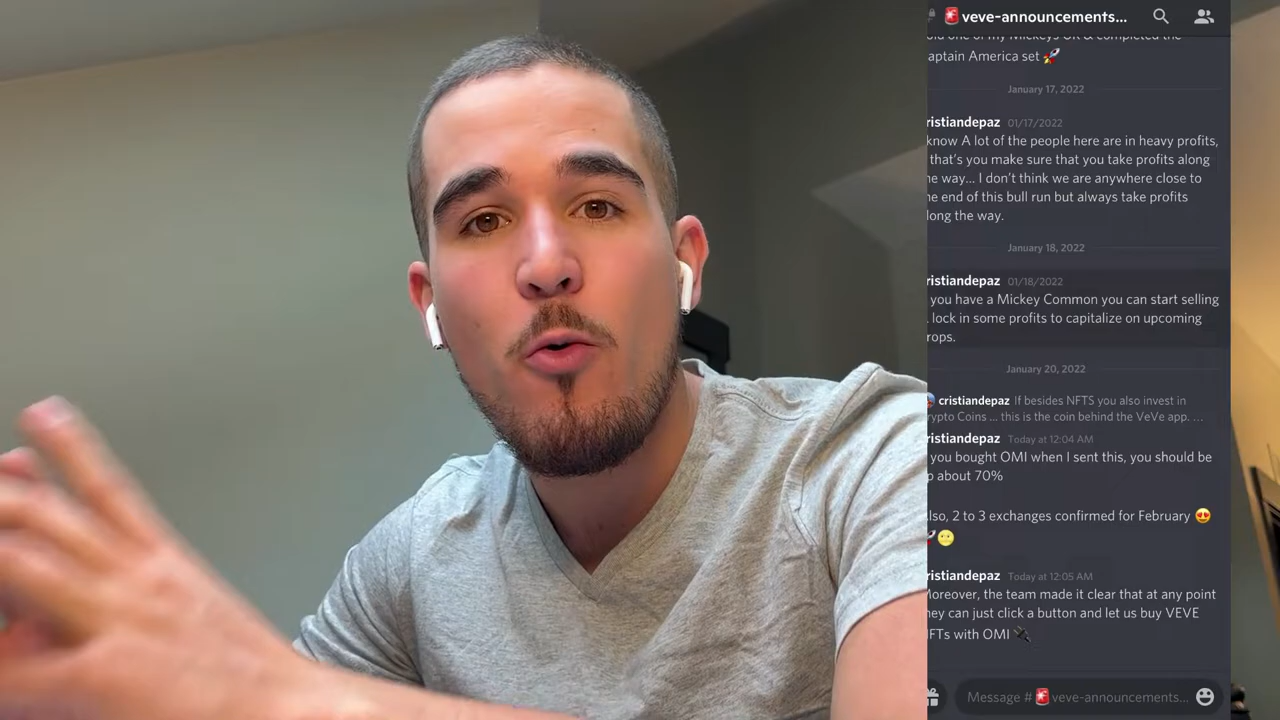 veve-announcements...
aptain America set
January 17, 2022
ristiandepaz 01/17/2022
know A lot of the people here are in heavy profits,
that's you make sure that you take profits along
he way... I don't think we are anywhere close to
he end of this bull run but always take profits
long the way.
January 18, 2022
ristiandepaz 01/18/2022
you have a Mickey Common you can start selling
lock in some profits to capitalize on upcoming
rops.
January 20, 2022
cristiandepaz If besides NFTS you also invest in
rypto Coins ... this is the coin behind the VeVe app. ...
ristiandepaz Today at 12:04 AM
you bought OMI when I sent this, you should be
p about 70%
lso, 2 to 3 exchanges confirmed for February 😍
🚀🌝
ristiandepaz Today at 12:05 AM
oreover, the team made it clear that at any point
hey can just click a button and let us buy VEVE
FTs with OMI 🔌
Message # 🚨 veve-announcements...